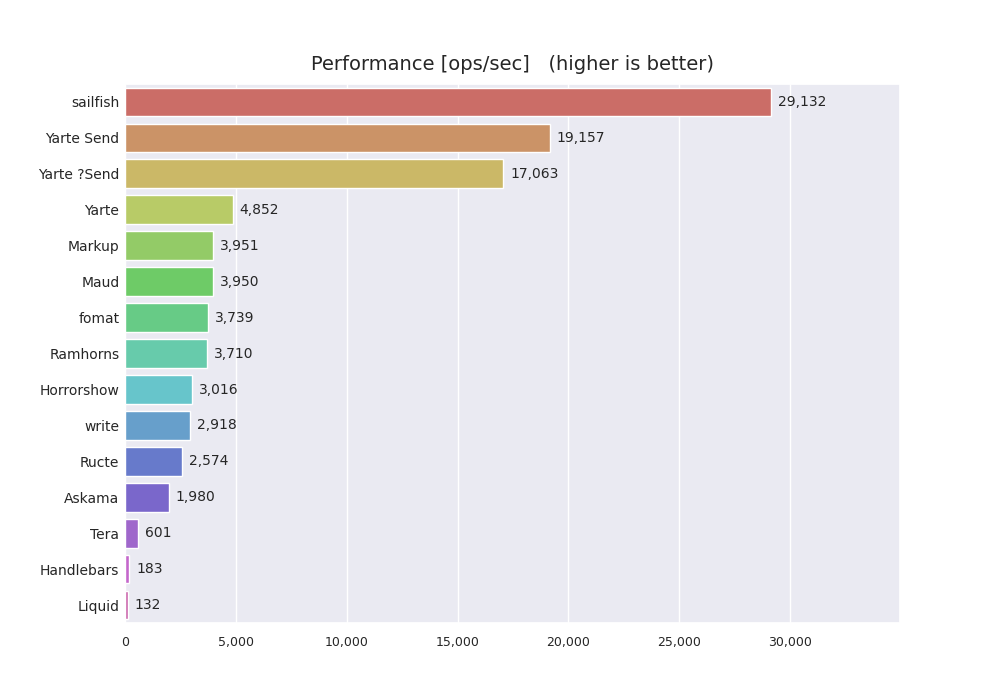 Performance [ops/sec]   (higher is better)
sailfish 29,132
Yarte Send 19,157
Yarte ?Send 17,063
Yarte 4,852
Markup 3,951
Maud 3,950
fomat 3,739
Ramhorns 3,710
Horrorshow 3,016
write 2,918
Ructe 2,574
Askama 1,980
Tera 601
Handlebars 183
Liquid 132
0 5,000 10,000 15,000 20,000 25,000 30,000